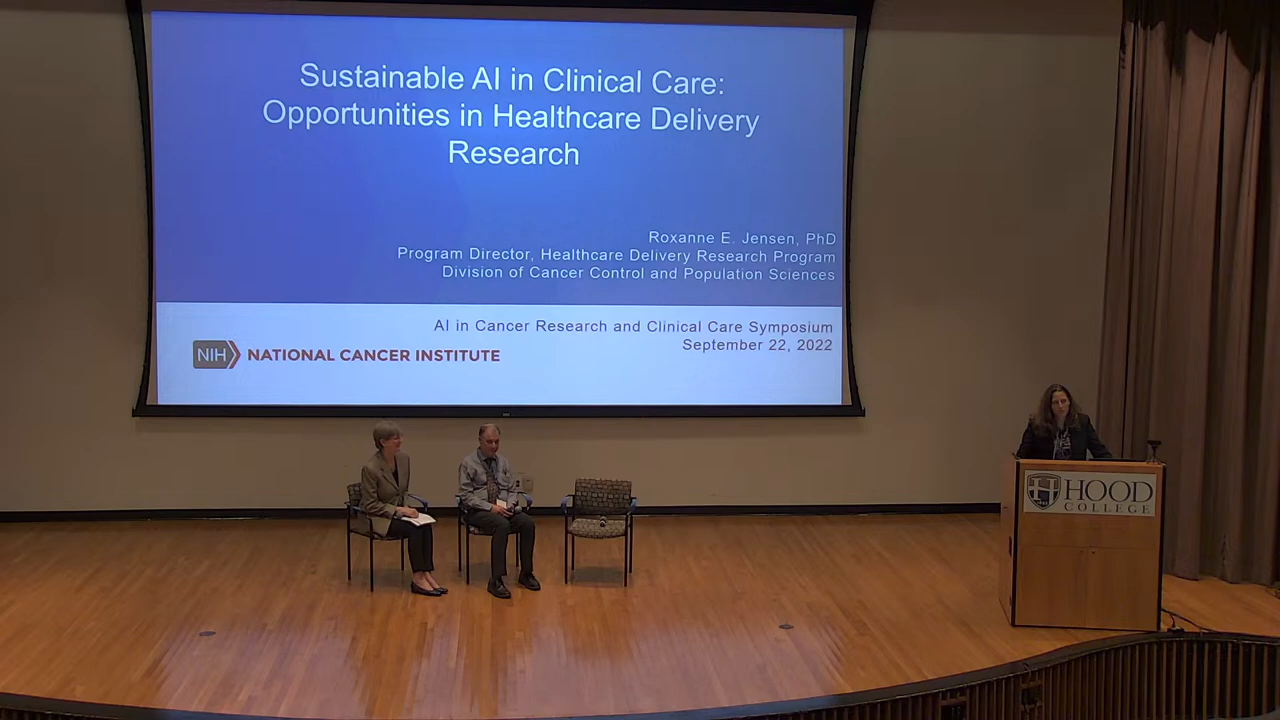 Sustainable AI in Clinical Care:
Opportunities in Healthcare Delivery
Research
Roxanne E. Jensen, PhD
Program Director, Healthcare Delivery Research Program
Division of Cancer Control and Population Sciences
AI in Cancer Research and Clinical Care Symposium
September 22, 2022
NIH NATIONAL CANCER INSTITUTE
HOOD
COLLEGE